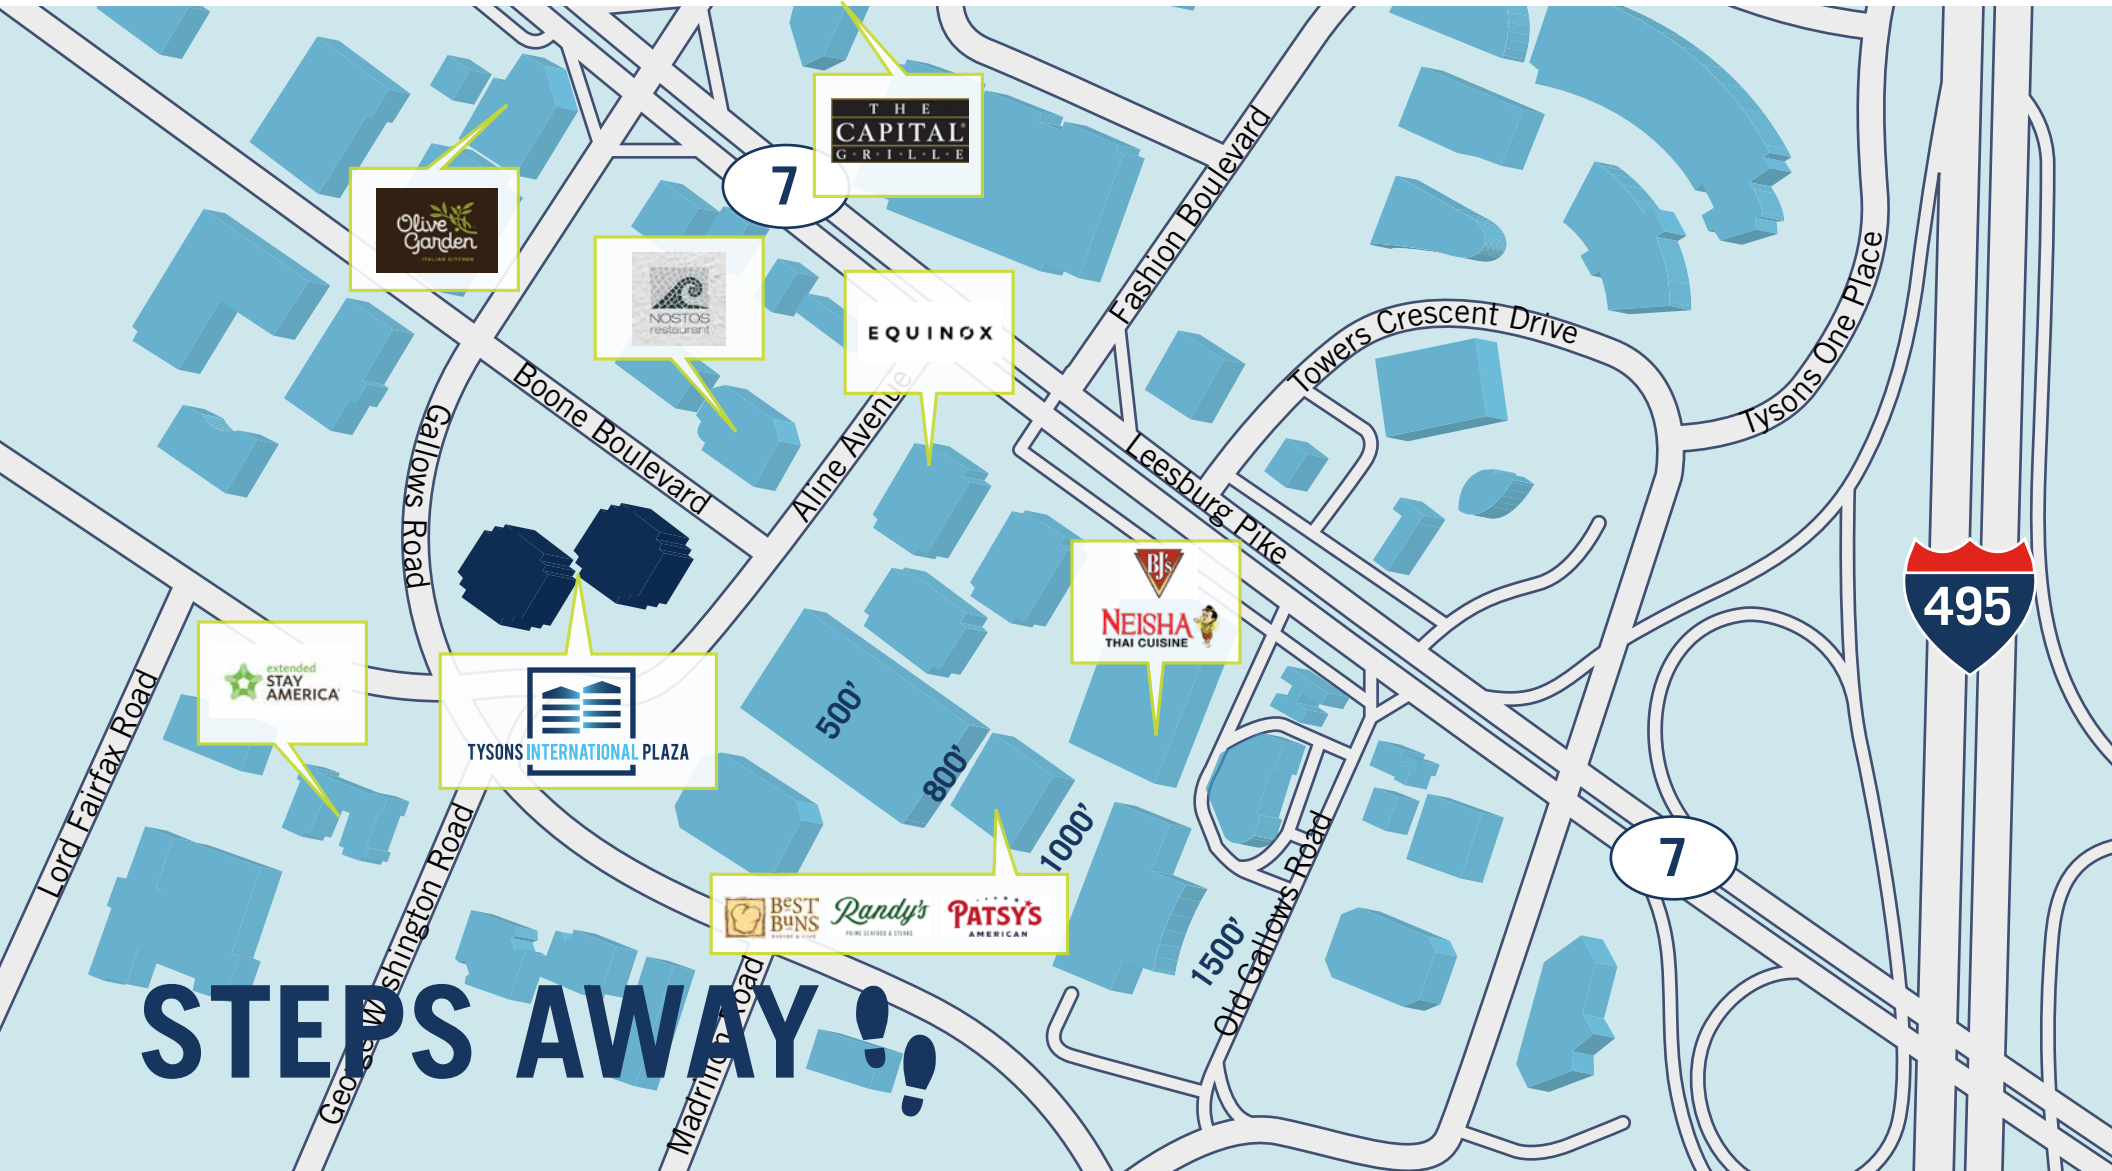 THE
CAPITAL
G·R·I·L·L·E
7
Olive
Garden
ITALIAN KITCHEN
NOSTOS
restaurant
EQUINOX
Fashion Boulevard
Towers Crescent Drive
Tysons One Place
Boone Boulevard
Gallows Road
Aline Avenue
Leesburg Pike
BJ's
NEISHA
THAI CUISINE
495
extended
STAY
AMERICA
TYSONS INTERNATIONAL PLAZA
Lord Fairfax Road
500'
800'
1000'
1500'
7
BeST
BUNS
BAKERY & CAFE
Randy's
PRIME SEAFOOD & STEAKS
PATSY'S
AMERICAN
George Washington Road
Madrillon Road
Old Gallows Road
STEPS AWAY